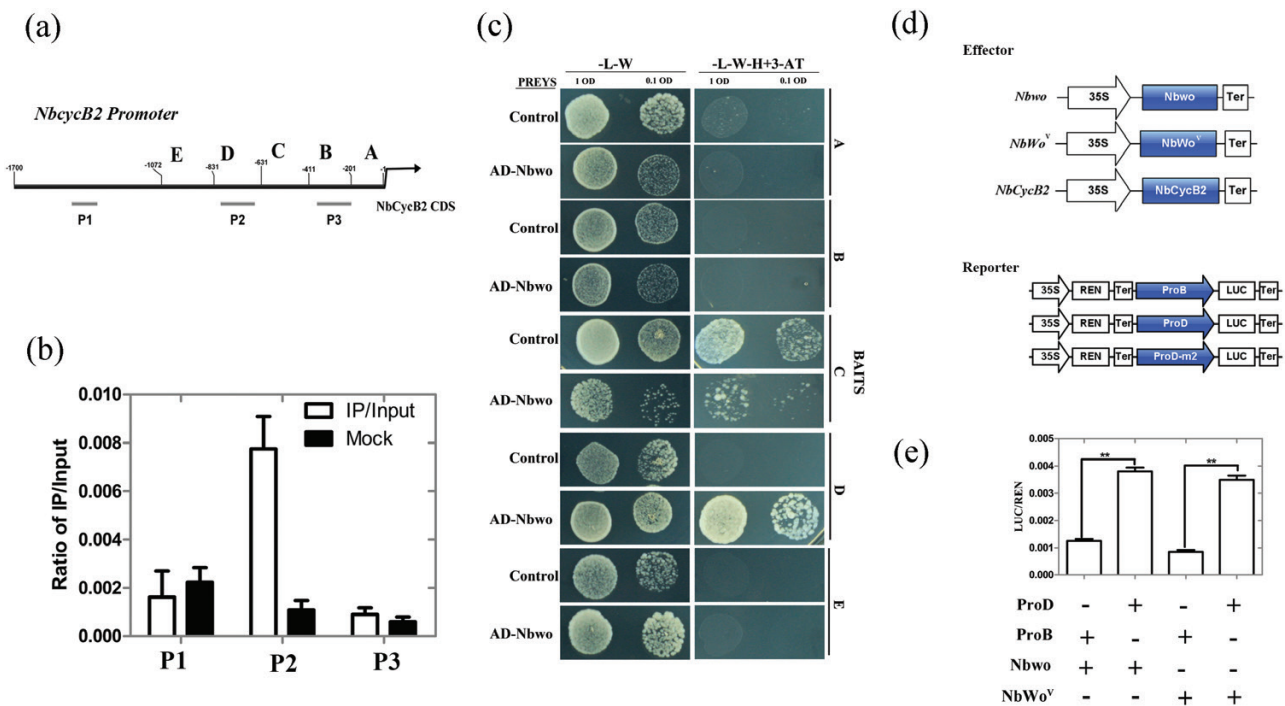 (a)
NbcycB2 Promoter
E D C B A
-1700 -1072 -831 -631 -411 -201 -1
NbCycB2 CDS
P1 P2 P3
(b)
Ratio of IP/Input
0.010
0.008
0.006
0.004
0.002
0.000
IP/Input
Mock
P1 P2 P3
(c)
-L-W -L-W-H+3-AT
PREYS 1 OD 0.1 OD 1 OD 0.1 OD
Control
AD-Nbwo
A
Control
AD-Nbwo
B
Control
AD-Nbwo
C
BAITS
Control
AD-Nbwo
D
Control
AD-Nbwo
E
(d)
Effector
Nbwo 35S Nbwo Ter
NbWoV 35S NbWoV Ter
NbCycB2 35S NbCycB2 Ter
Reporter
35S REN Ter ProB LUC Ter
35S REN Ter ProD LUC Ter
35S REN Ter ProD-m2 LUC Ter
(e)
LUC/REN
0.005
0.004
0.003
0.002
0.001
0.000
** **
ProD - + - +
ProB + - + -
Nbwo + + - -
NbWoV - - + +